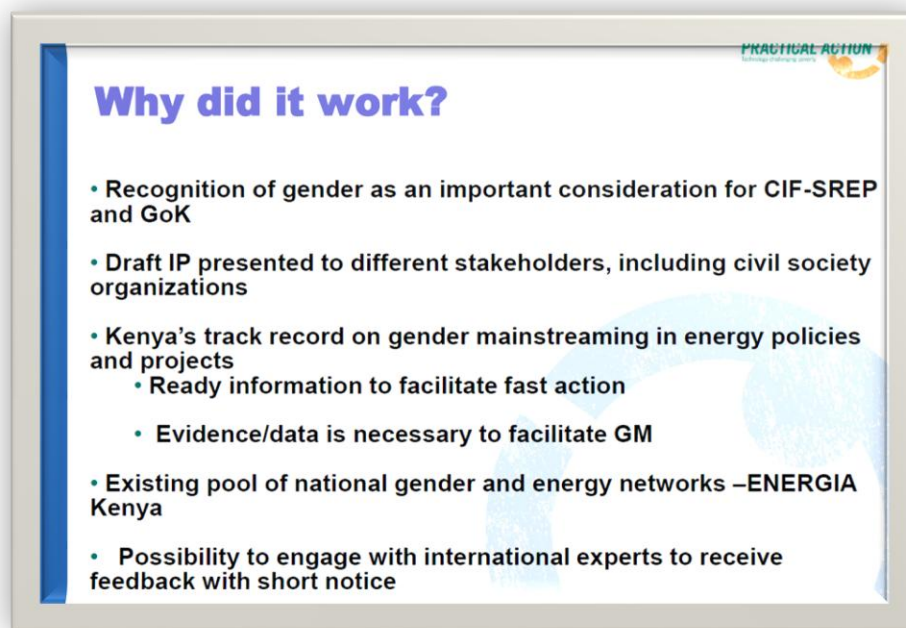 PRACTICAL ACTION
Technology challenging poverty
Why did it work?
• Recognition of gender as an important consideration for CIF-SREP
and GoK
• Draft IP presented to different stakeholders, including civil society
organizations
• Kenya's track record on gender mainstreaming in energy policies
and projects
• Ready information to facilitate fast action
• Evidence/data is necessary to facilitate GM
• Existing pool of national gender and energy networks –ENERGIA
Kenya
• Possibility to engage with international experts to receive
feedback with short notice